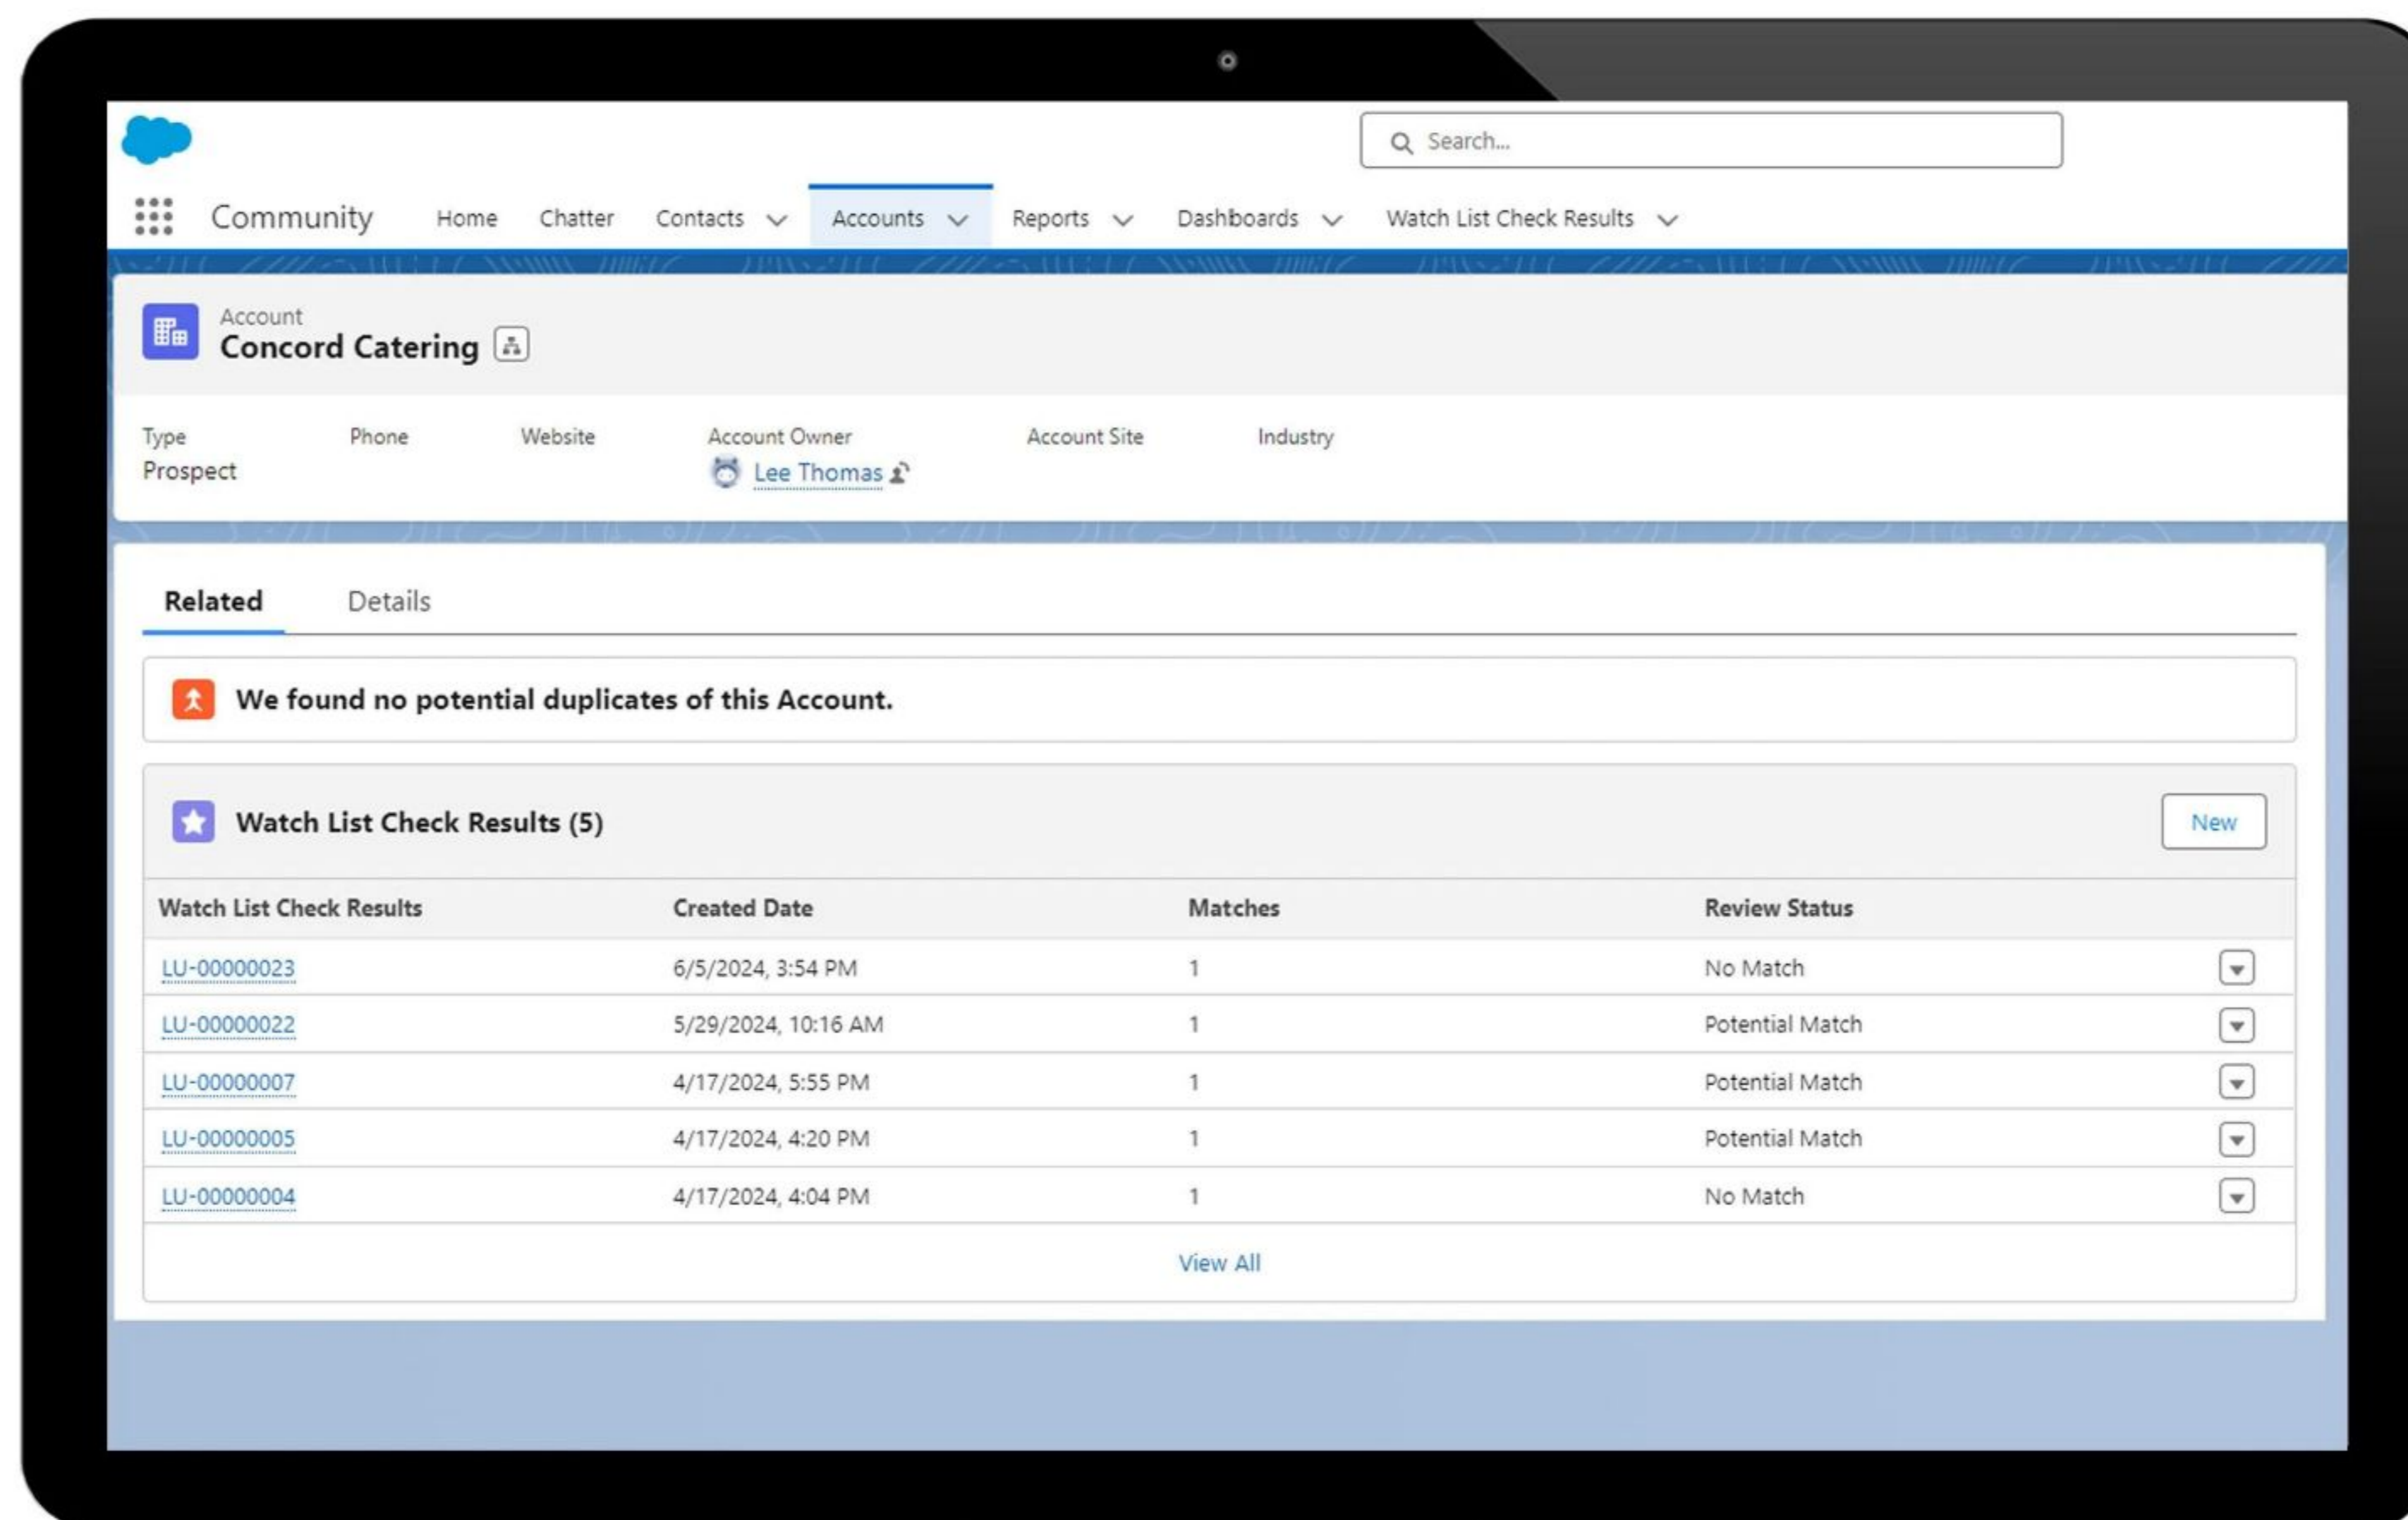 Search...
Community Home Chatter Contacts Accounts Reports Dashboards Watch List Check Results
Account
Concord Catering
Type Phone Website Account Owner Account Site Industry
Prospect Lee Thomas
Related Details
We found no potential duplicates of this Account.
Watch List Check Results (5) New
Watch List Check Results Created Date Matches Review Status
LU-00000023 6/5/2024, 3:54 PM 1 No Match
LU-00000022 5/29/2024, 10:16 AM 1 Potential Match
LU-00000007 4/17/2024, 5:55 PM 1 Potential Match
LU-00000005 4/17/2024, 4:20 PM 1 Potential Match
LU-00000004 4/17/2024, 4:04 PM 1 No Match
View All